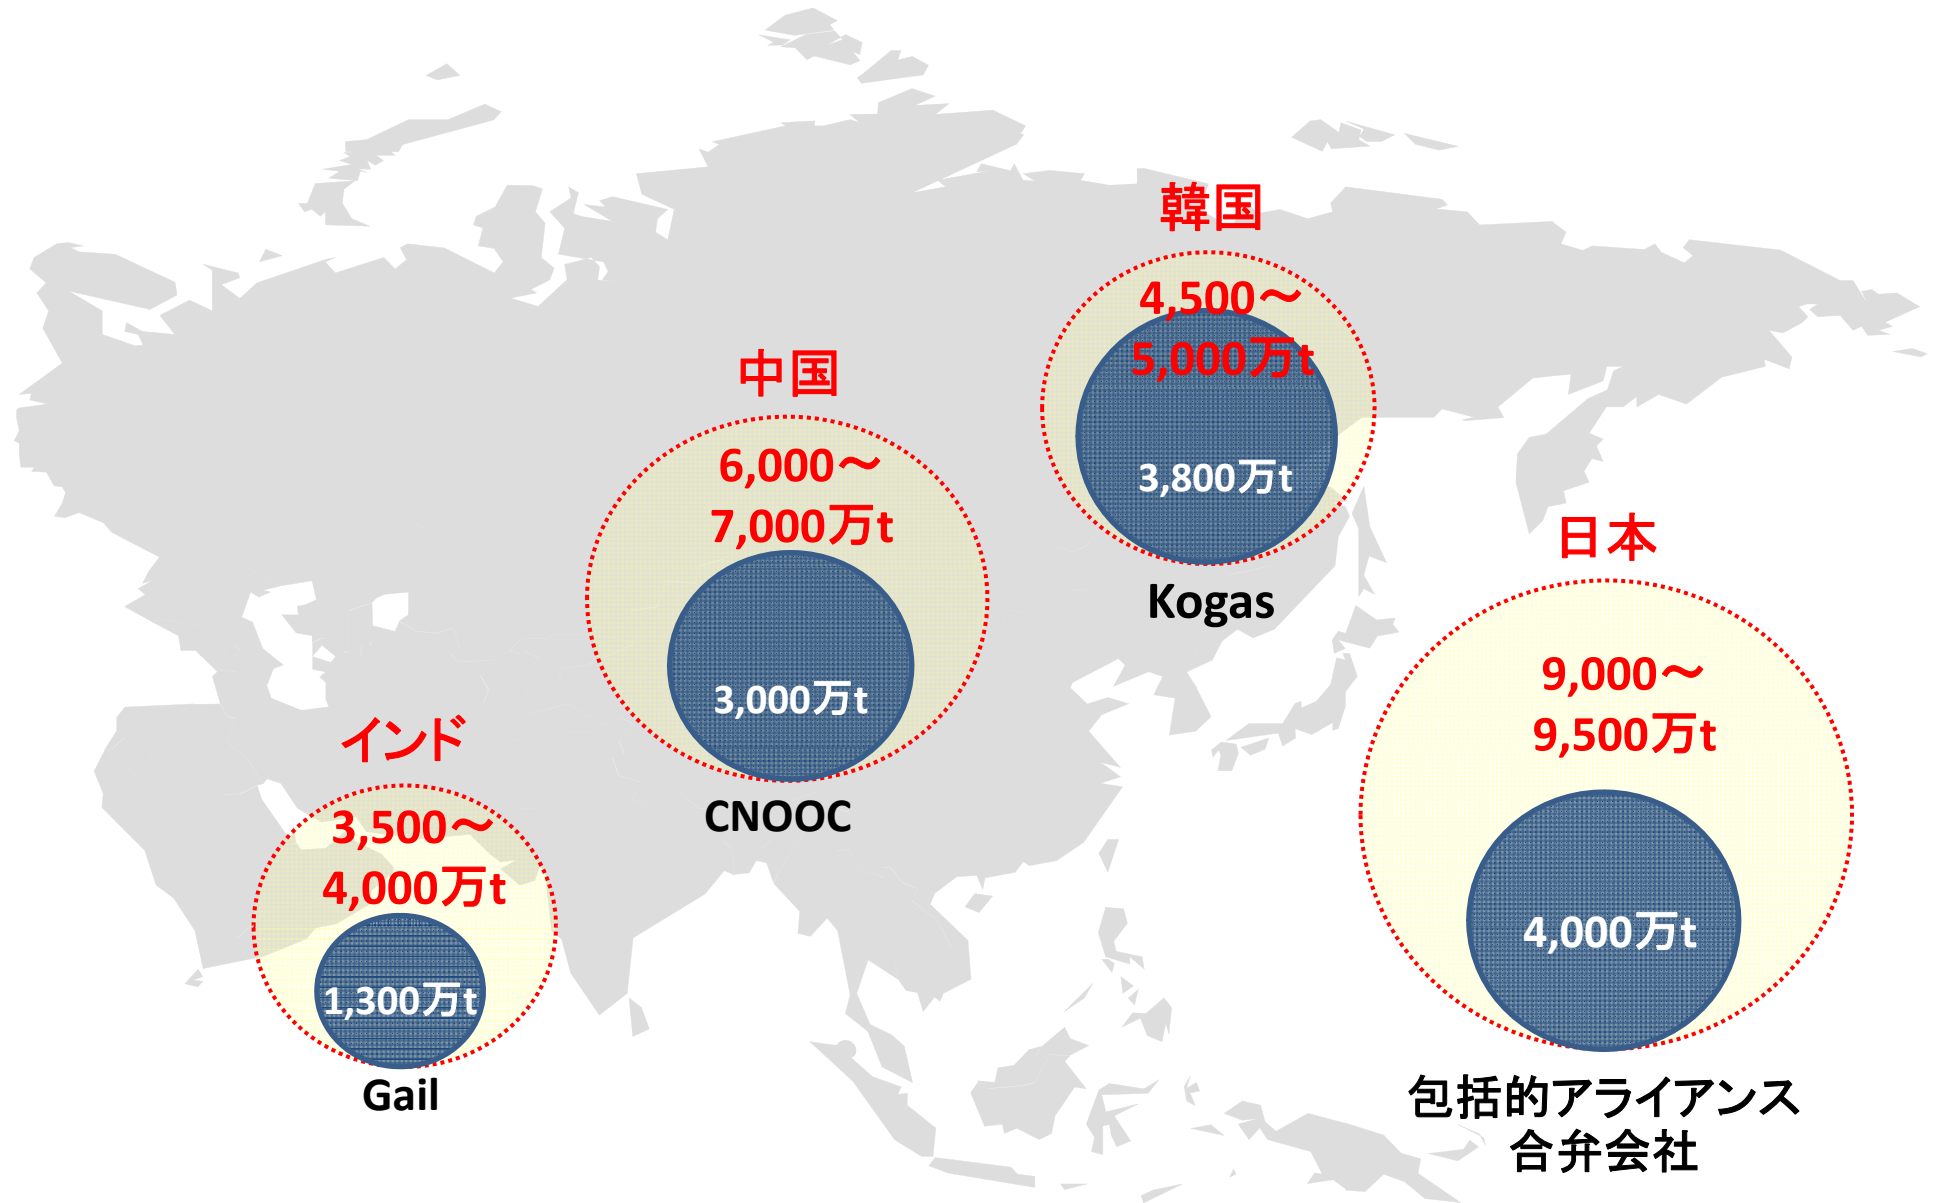 韓国
4,500～
5,000万t
3,800万t
Kogas
中国
6,000～
7,000万t
3,000万t
CNOOC
日本
9,000～
9,500万t
4,000万t
包括的アライアンス
合弁会社
インド
3,500～
4,000万t
1,300万t
Gail